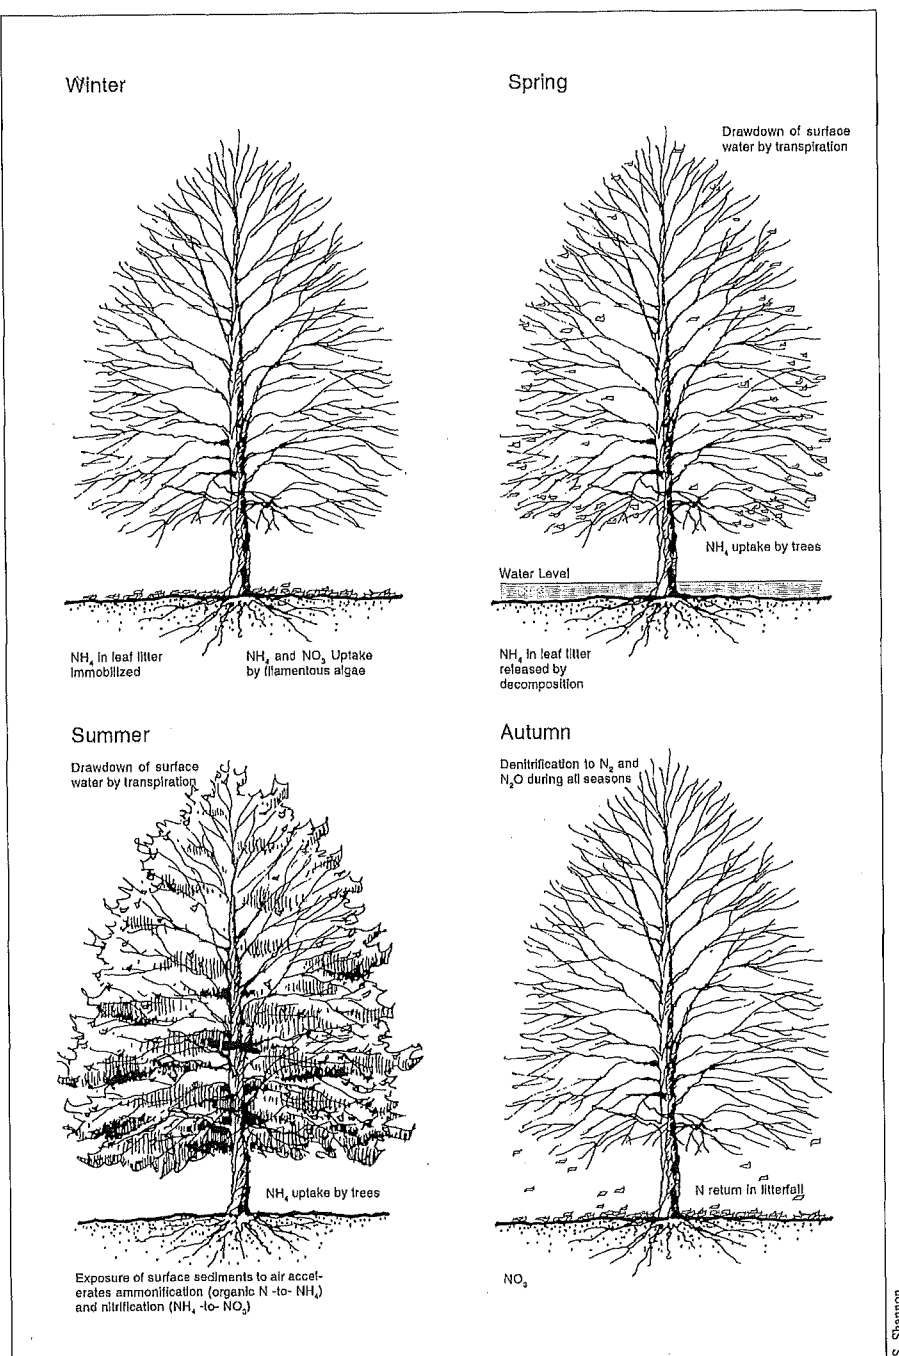 Winter
NH₄ in leaf litter
immobilized
NH₄ and NO₃ Uptake
by filamentous algae
Spring
Drawdown of surface
water by transpiration
NH₄ uptake by trees
Water Level
NH₄ in leaf litter
released by
decomposition
Summer
Drawdown of surface
water by transpiration
NH₄ uptake by trees
Exposure of surface sediments to air accel-
erates ammonification (organic N -to- NH₄)
and nitrification (NH₄ -to- NO₃)
Autumn
Denitrification to N₂ and
N₂O during all seasons
N return in litterfall
NO₃
S. Shannon